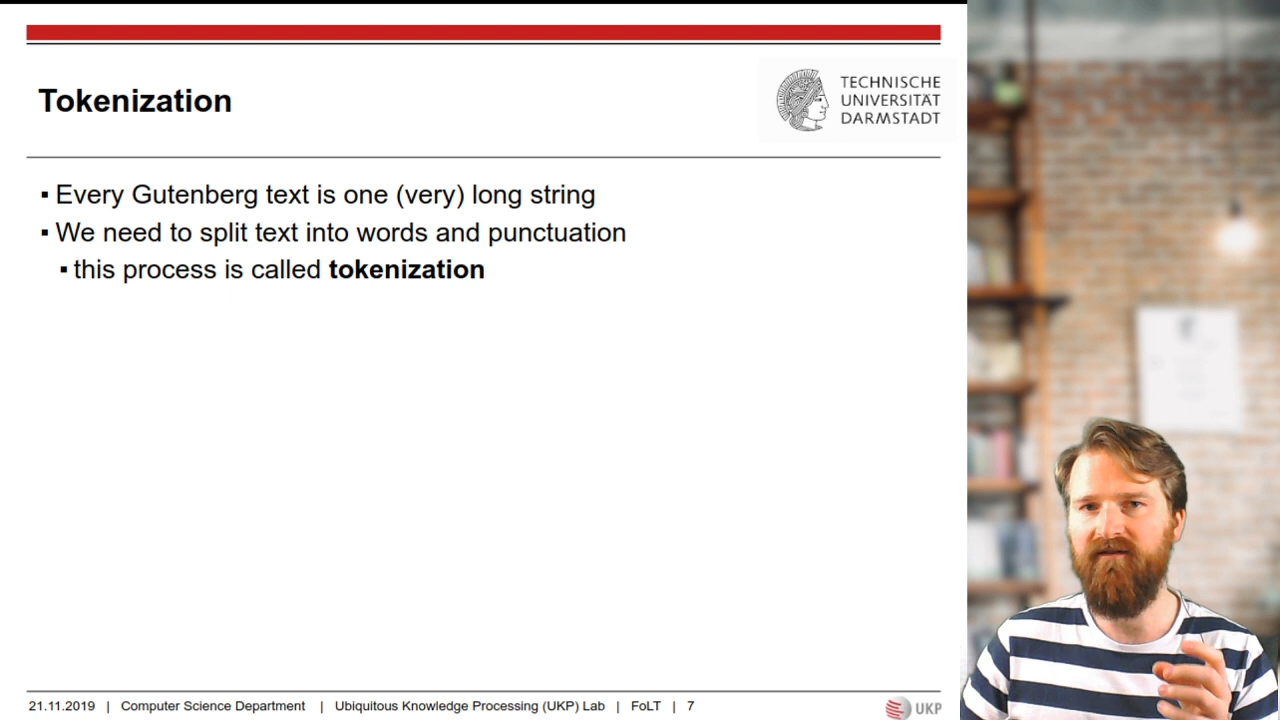 Tokenization
TECHNISCHE
UNIVERSITÄT
DARMSTADT
▪ Every Gutenberg text is one (very) long string
▪ We need to split text into words and punctuation
▪ this process is called tokenization
21.11.2019 | Computer Science Department | Ubiquitous Knowledge Processing (UKP) Lab | FoLT | 7
UKP